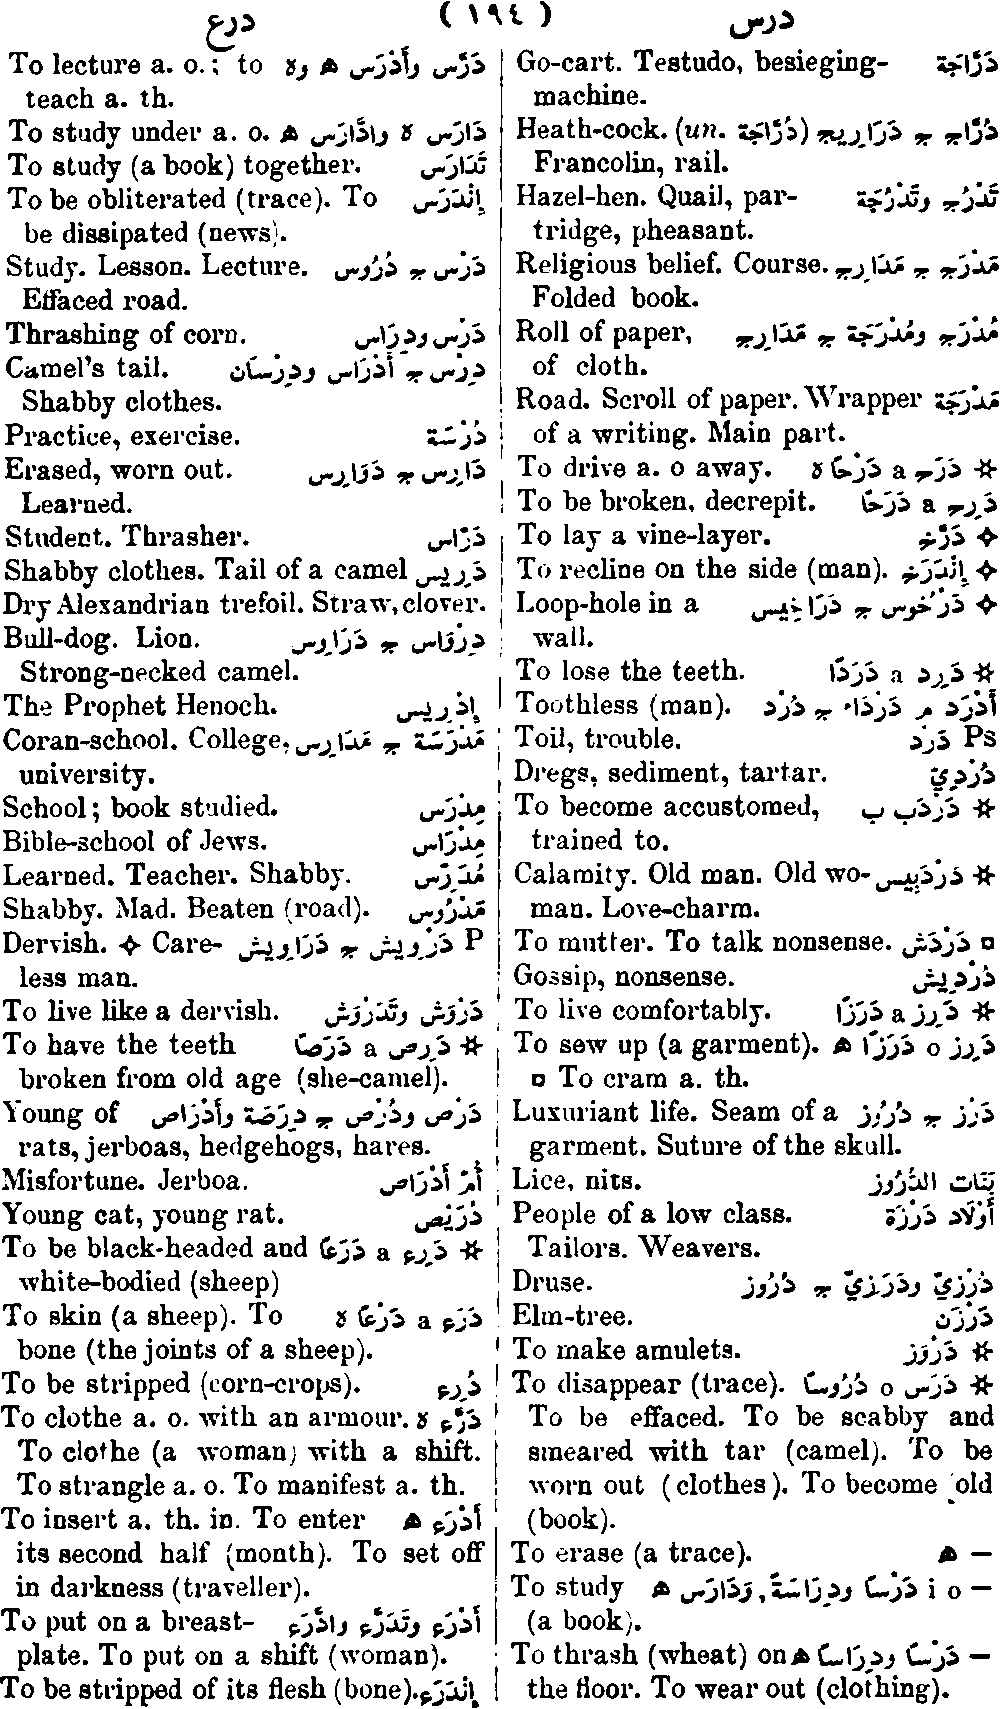 درس ( ١٩٤ ) درع
Go-cart. Testudo, besieging- دَرَّاجَة
machine.
Heath-cock. (un. دُرَّاجَة) دُرَّاج ج دَرَارِيج
Francolin, rail.
Hazel-hen. Quail, par- تَدْرُج وتَدْرُجَة
tridge, pheasant.
Religious belief. Course. مَدْرَج ج مَدَارِج
Folded book.
Roll of paper, مُدْرَج ومُدْرَجَة ج مَدَارِج
of cloth.
Road. Scroll of paper. Wrapper مَدْرَجَة
of a writing. Main part.
To drive a. o away. ✲ دَرَح a دَرْحًا ه
To be broken, decrepit. دَرِح a دَرَحًا
To lay a vine-layer. ✧ دَرَّخ
To recline on the side (man). ✧ إِنْدَرَخ
Loop-hole in a ✧ دَرْخُوس ج دَرَاخِيس
wall.
To lose the teeth. ✲ دَرِد a دَرَدًا
Toothless (man). أَدْرَد م دَرْدَاء ج دُرْد
Toil, trouble. Ps دَرْد
Dregs, sediment, tartar. دُرْدِيّ
To become accustomed, ✲ دَرْدَب ب
trained to.
Calamity. Old man. Old wo- ✲ دَرْدَبِيس
man. Love-charm.
To mutter. To talk nonsense. ▫ دَرْدَش
Gossip, nonsense. دَرْدِيش
To live comfortably. ✲ دَرِز a دَرَزًا
To sew up (a garment). دَرَز o دَرْزًا ه
▫ To cram a. th.
Luxuriant life. Seam of a دَرْز ج دُرُوز
garment. Suture of the skull.
Lice, nits. بَنَات الدُّرُوز
People of a low class. أَوْلَاد دَرْزَة
Tailors. Weavers.
Druse. دُرْزِيّ ودَرَزِيّ ج دُرُوز
Elm-tree. دَرْزَن
To make amulets. ✲ دَرْوَز
To disappear (trace). ✲ دَرَس o دُرُوسًا
To be effaced. To be scabby and
smeared with tar (camel). To be
worn out (clothes). To become old
(book).
To erase (a trace). — ه
To study — i o دَرْسًا ودِرَاسَةً, وَدَارَس ه
(a book).
To thrash (wheat) on — دَرْسًا ودِرَاسًا ه
the floor. To wear out (clothing).
To lecture a. o.; to دَرَّس وأَدْرَس ه وه
teach a. th.
To study under a. o. دَارَس ه وادَّارَس ه
To study (a book) together. تَدَارَس
To be obliterated (trace). To إِنْدَرَس
be dissipated (news).
Study. Lesson. Lecture. دَرْس ج دُرُوس
Effaced road.
Thrashing of corn. دَرْس ودِرَاس
Camel's tail. دِرْس ج أَدْرَاس ودِرْسَان
Shabby clothes.
Practice, exercise. دُرْسَة
Erased, worn out. دَارِس ج دَوَارِس
Learned.
Student. Thrasher. دَرَّاس
Shabby clothes. Tail of a camel دَرِيس
Dry Alexandrian trefoil. Straw, clover.
Bull-dog. Lion. دِرْوَاس ج دَرَاوِس
Strong-necked camel.
The Prophet Henoch. إِدْرِيس
Coran-school. College, مَدْرَسَة ج مَدَارِس
university.
School; book studied. مِدْرَس
Bible-school of Jews. مِدْرَاس
Learned. Teacher. Shabby. مُدَرِّس
Shabby. Mad. Beaten (road). مَدْرُوس
Dervish. ✧ Care- P دَرْوِيش ج دَرَاوِيش
less man.
To live like a dervish. دَرْوَش وتَدَرْوَش
To have the teeth ✲ دَرِص a دَرَصًا
broken from old age (she-camel).
Young of دَرْص ودُرْص ج دِرَصَة وأَدْرَاص
rats, jerboas, hedgehogs, hares.
Misfortune. Jerboa. أُمّ أَدْرَاص
Young cat, young rat. دُرَيْص
To be black-headed and ✲ دَرِع a دَرَعًا
white-bodied (sheep)
To skin (a sheep). To دَرَع a دَرْعًا ه
bone (the joints of a sheep).
To be stripped (corn-crops). دُرِع
To clothe a. o. with an armour. دَرَّع ه
To clothe (a woman) with a shift.
To strangle a. o. To manifest a. th.
To insert a. th. in. To enter أَدْرَع ه
its second half (month). To set off
in darkness (traveller).
To put on a breast- أَدْرَع وتَدَرَّع وادَّرَع
plate. To put on a shift (woman).
To be stripped of its flesh (bone). إِنْدَرَع